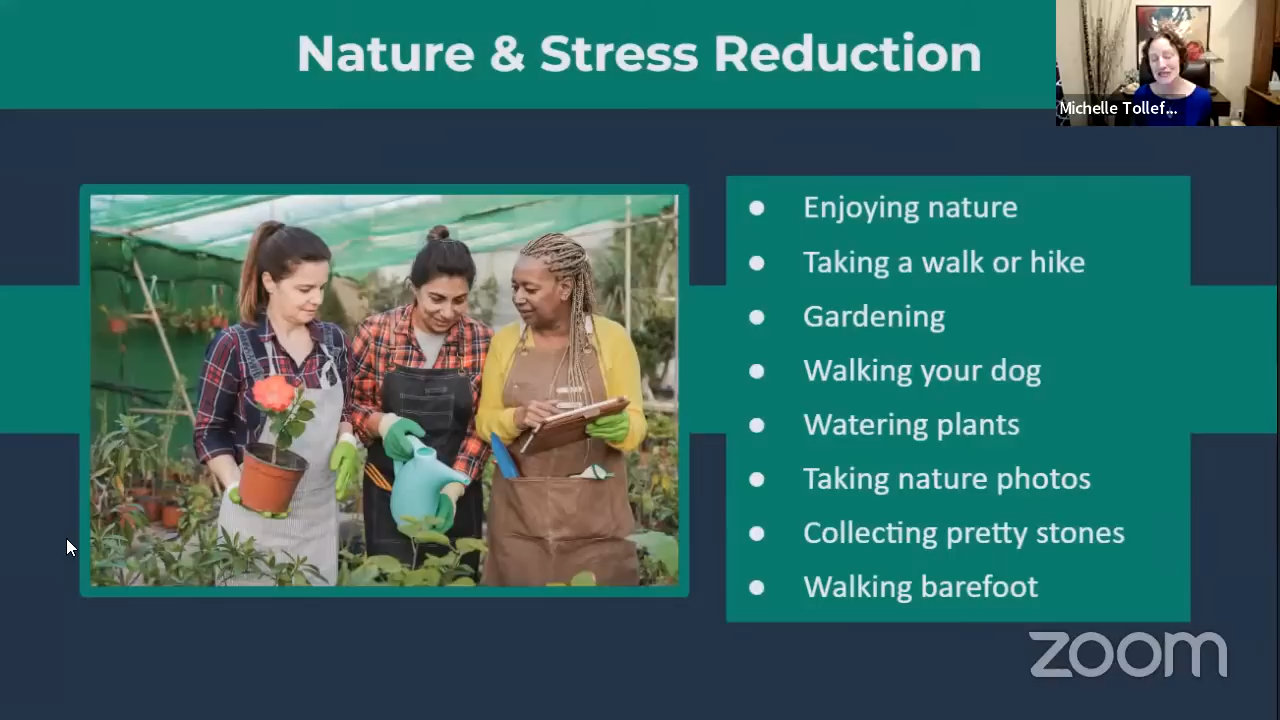 Nature & Stress Reduction
Michelle Tollef...
Enjoying nature
Taking a walk or hike
Gardening
Walking your dog
Watering plants
Taking nature photos
Collecting pretty stones
Walking barefoot
zoom